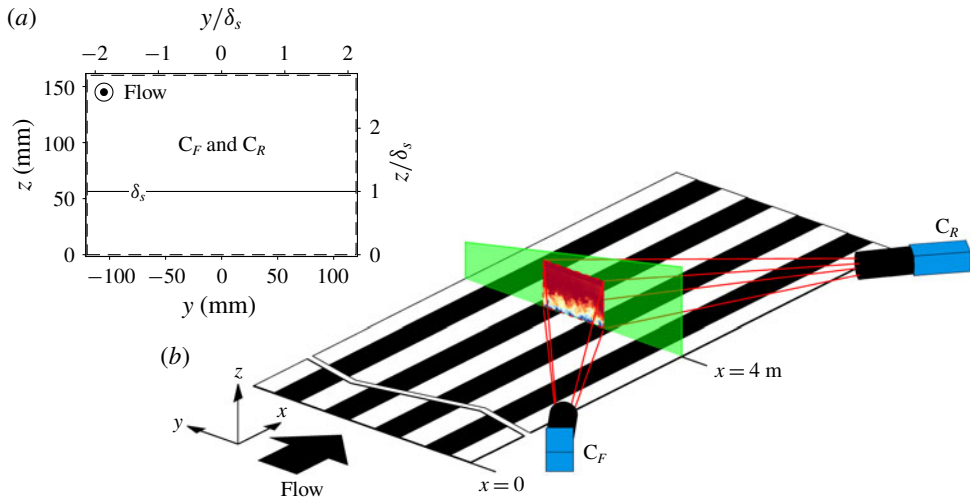 (a)
y/δs
−2 −1 0 1 2
150
100
50
0
z (mm)
Flow
CF and CR
δs
2
1
0
z/δs
−100 −50 0 50 100
y (mm)
(b)
CR
x = 4 m
z
y
x
Flow
x = 0
CF